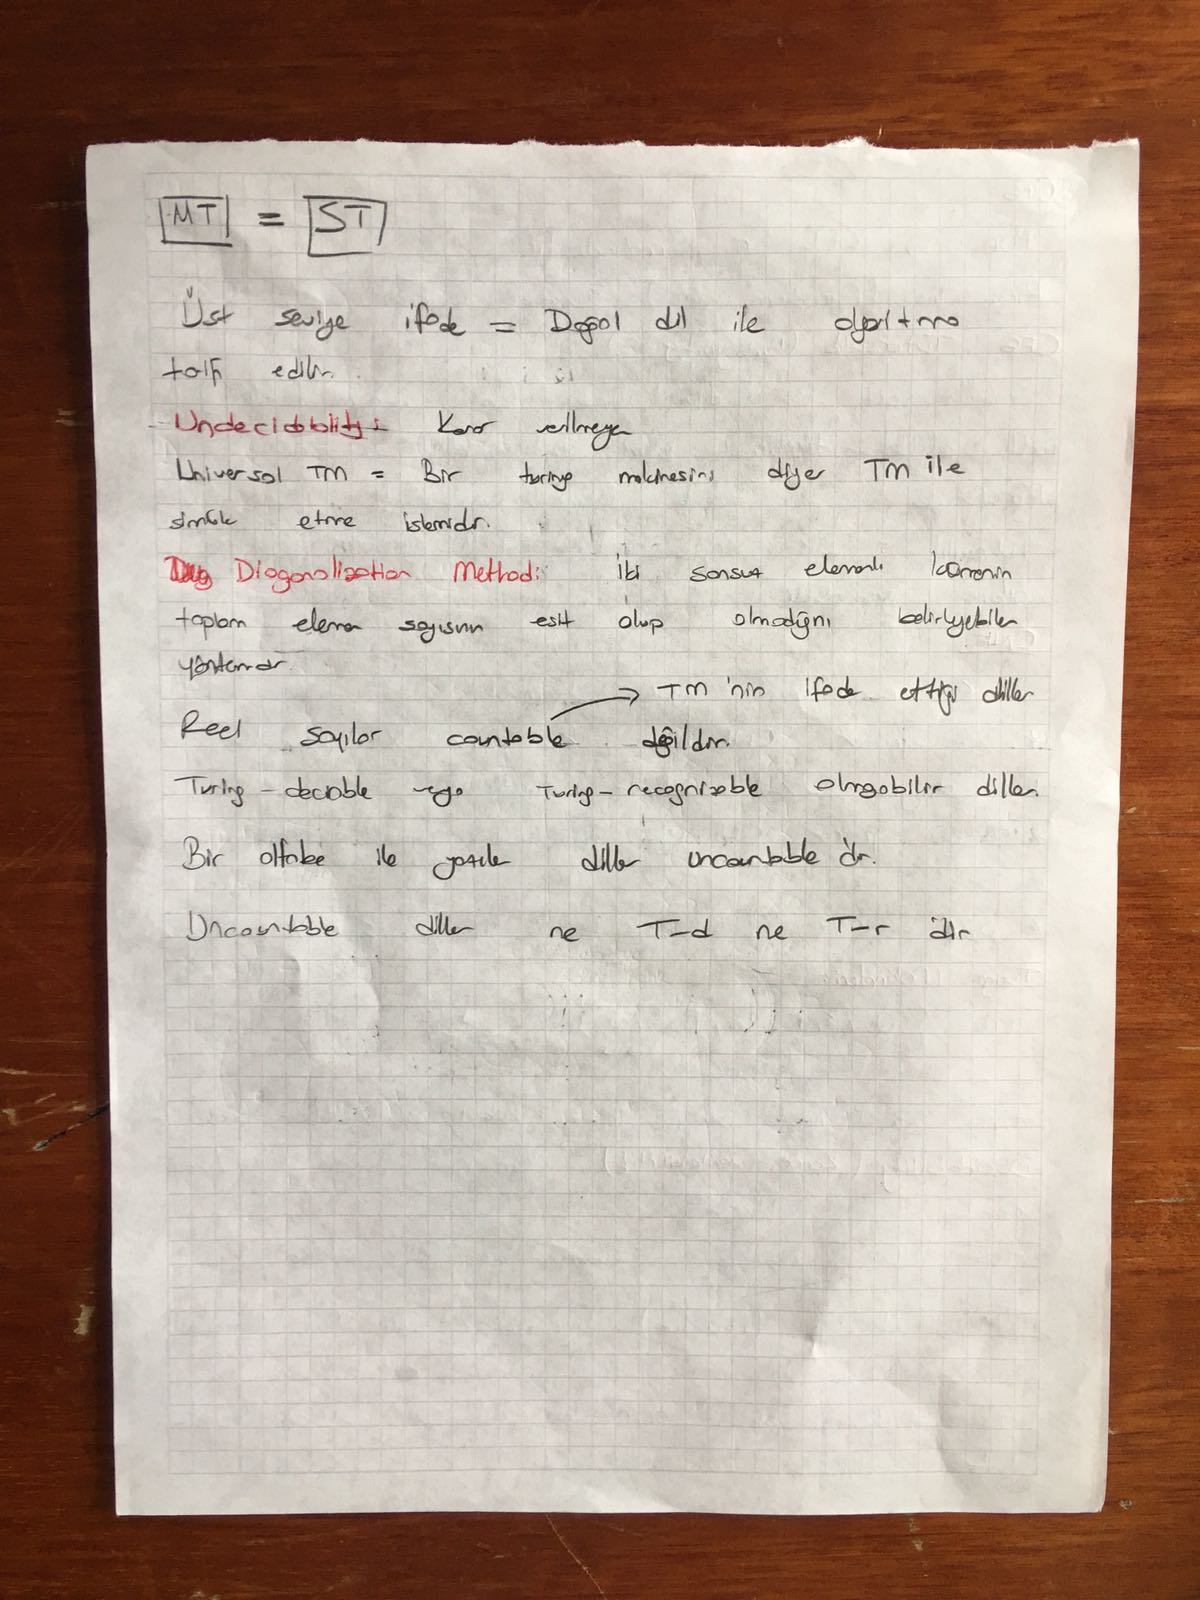 MT = ST
Üst seviye ifade = Doğal dil ile algoritma
tarif edilir.
Undecidability: Karar verilmeyen
Universal TM = Bir turing makinesini diğer TM ile
simüle etme işlemidir.
Diagonalization Method: İki sonsuz elemanlı kümenin
toplam eleman sayısının eşit olup olmadığını belirleyebilen
yöntemdir.
TM 'nin ifade ettiği diller
Reel sayılar countable değildir.
Turing-decidable veya Turing-recognizable olmayabilir diller.
Bir alfabe ile yazılan diller uncountable'dır.
Uncountable diller ne T-d ne T-r 'dir